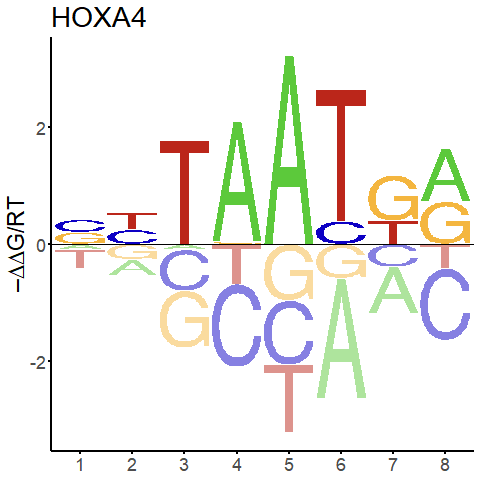 HOXA4
−ΔΔG/RT
2
0
-2
C T T A A T G A
G C A T G C T G
A G A T G C C T
T A C C C G A C
G T A
1 2 3 4 5 6 7 8